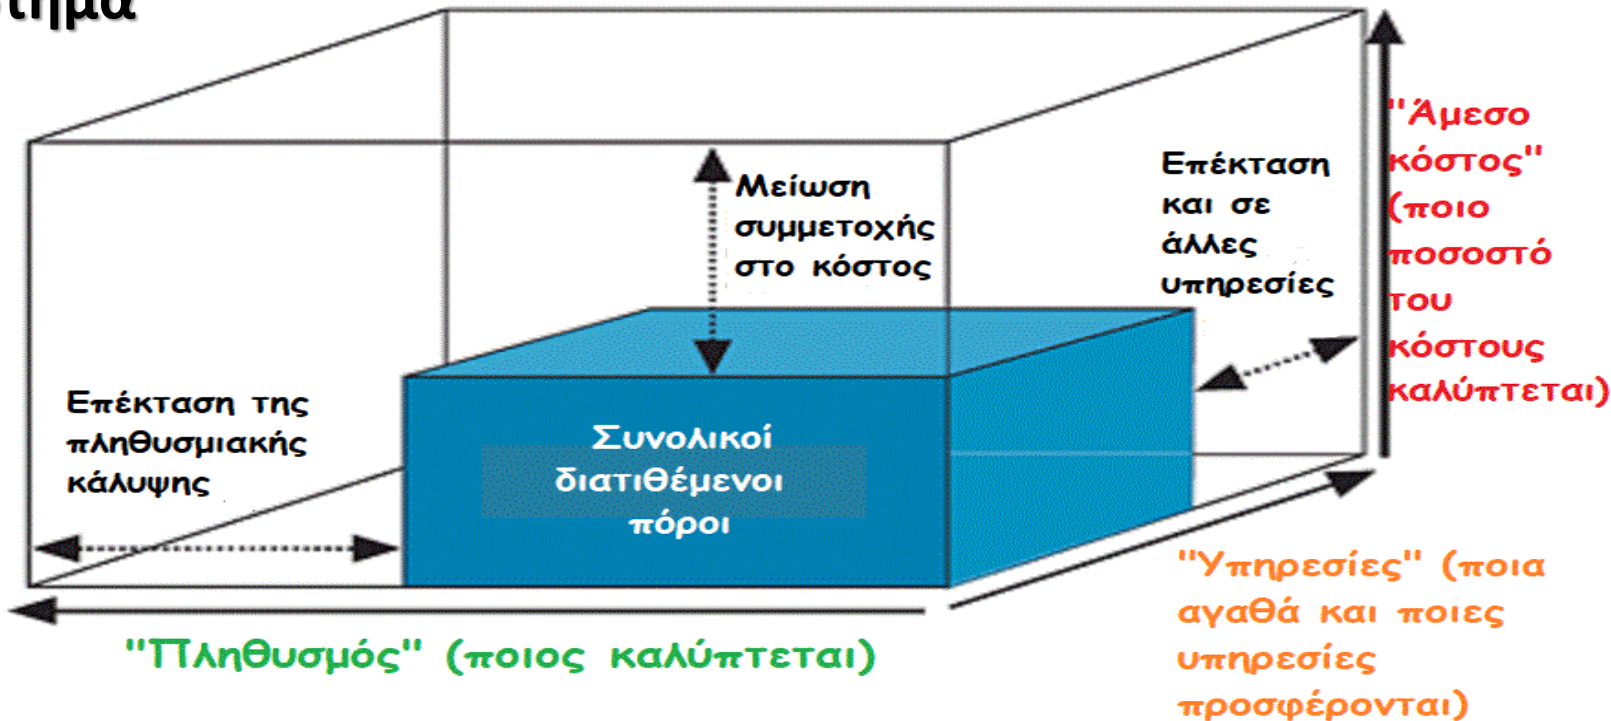 Μείωση
συμμετοχής
στο κόστος
Επέκταση
και σε
άλλες
υπηρεσίες
"Άμεσο
κόστος"
(ποιο
ποσοστό
του
κόστους
καλύπτεται)
Επέκταση της
πληθυσμιακής
κάλυψης
Συνολικοί
διατιθέμενοι
πόροι
"Υπηρεσίες" (ποια
αγαθά και ποιες
υπηρεσίες
προσφέρονται)
"Πληθυσμός" (ποιος καλύπτεται)